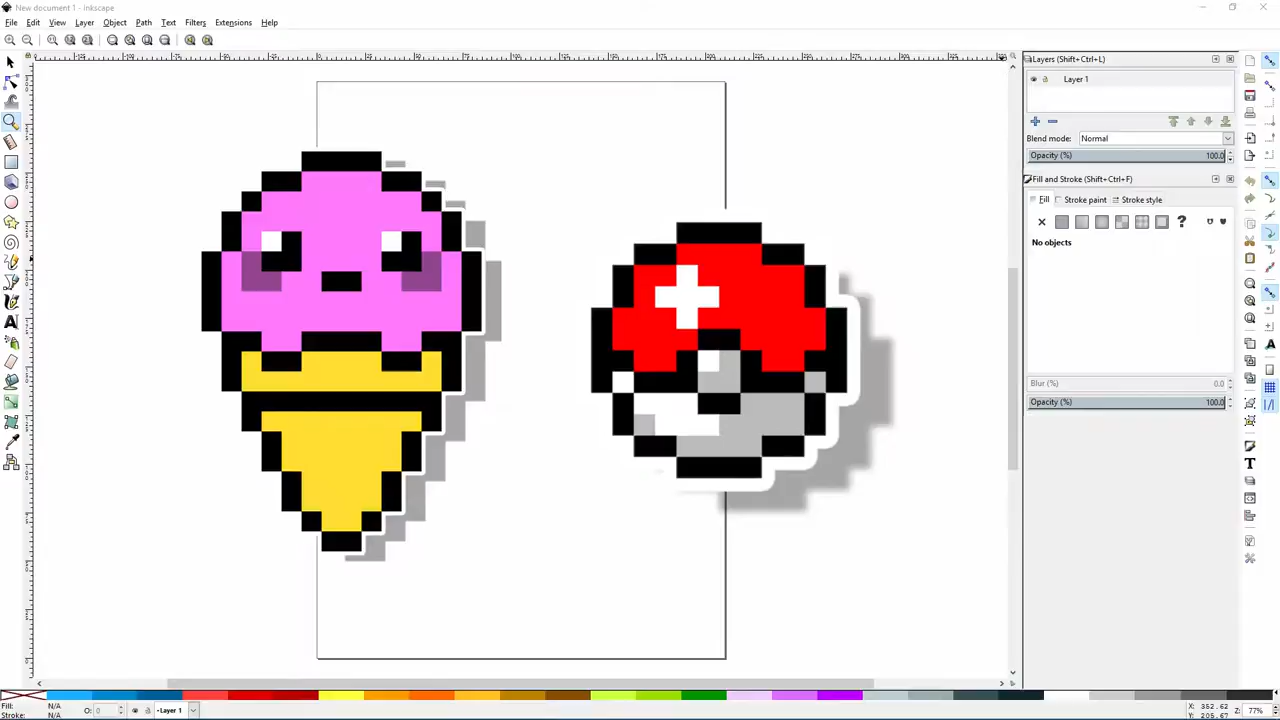 New document 1 - Inkscape
File Edit View Layer Object Path Text Filters Extensions Help
Layers (Shift+Ctrl+L)
Layer 1
Blend mode: Normal
Opacity (%) 100.0
Fill and Stroke (Shift+Ctrl+F)
Fill Stroke paint Stroke style
No objects
Blur (%) 0.0
Opacity (%) 100.0
Fill: N/A
Stroke: N/A
O: 0
Layer 1
X: 352.62
Y: 205.67
Z: 77%